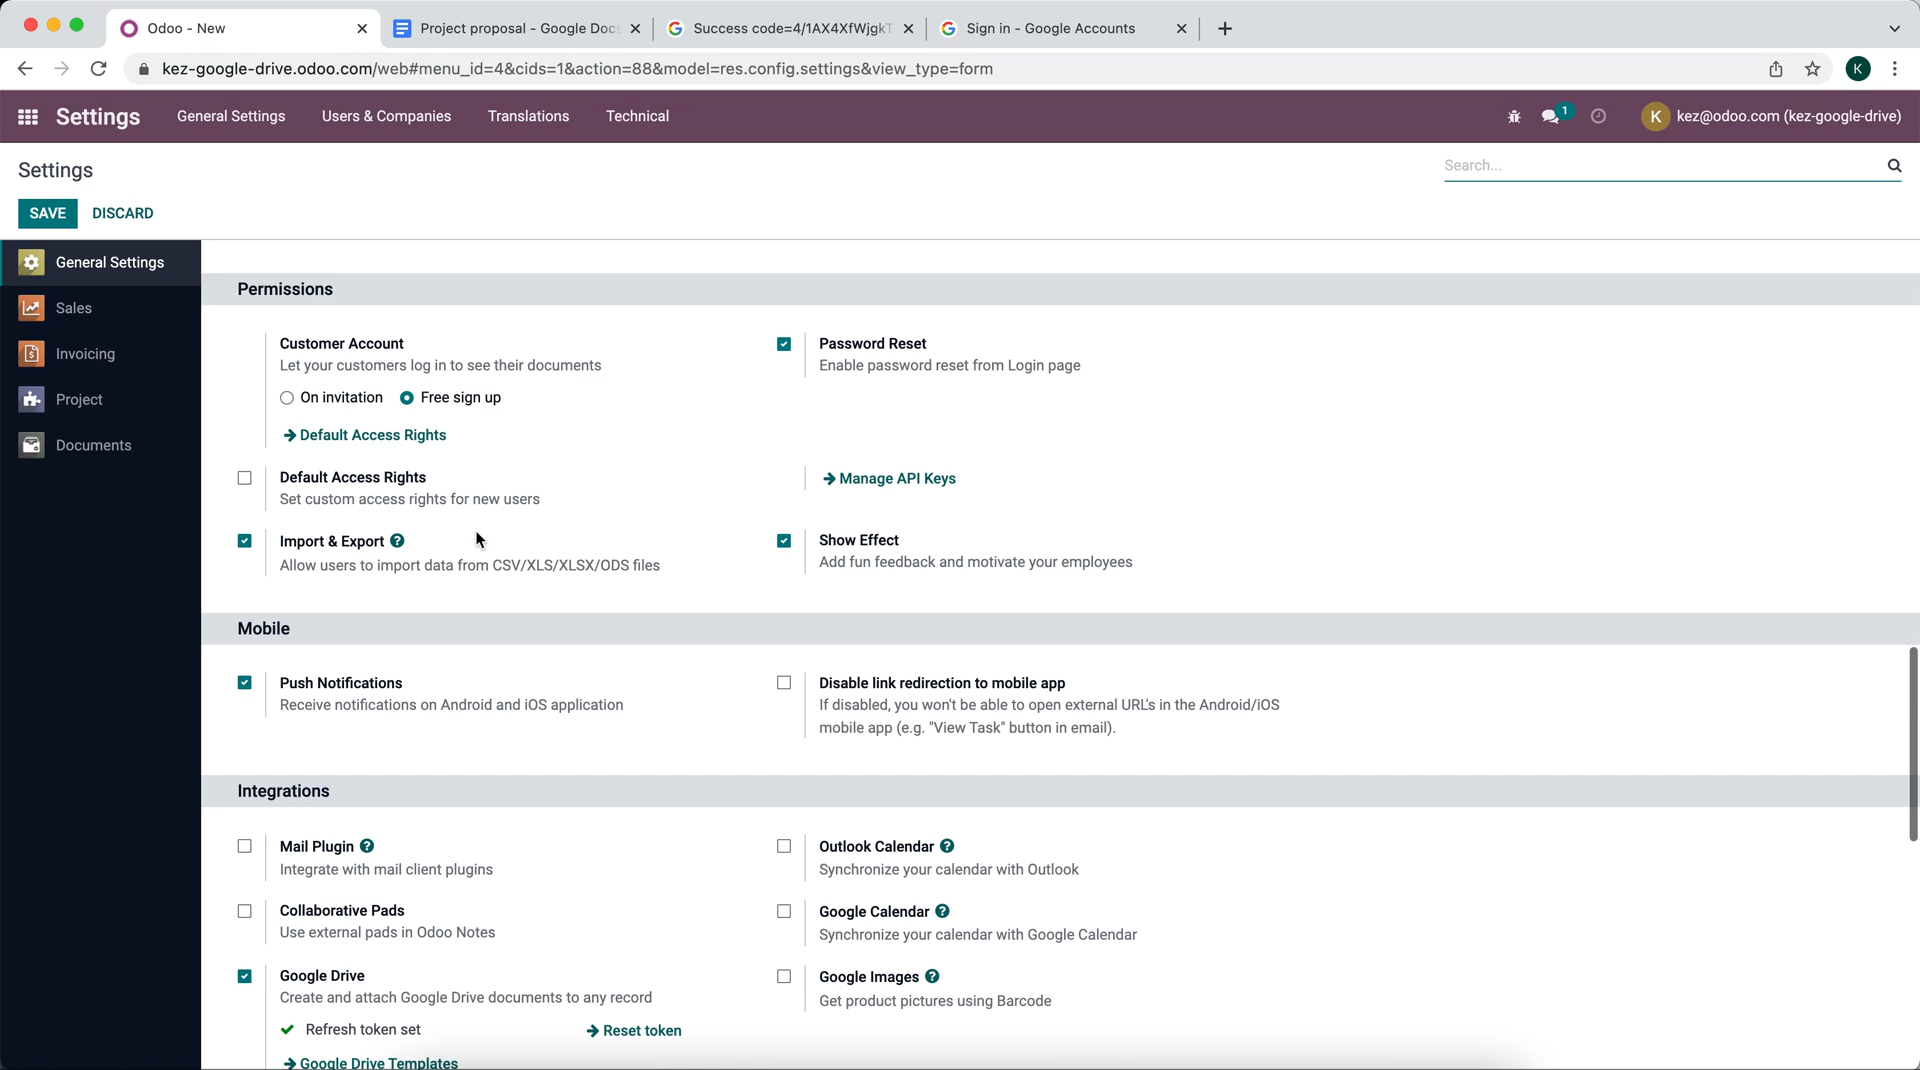 Odoo - New
Project proposal - Google Docs
Success code=4/1AX4XfWjgkT
Sign in - Google Accounts
kez-google-drive.odoo.com/web#menu_id=4&cids=1&action=88&model=res.config.settings&view_type=form
K
Settings
General Settings
Users & Companies
Translations
Technical
1
K
kez@odoo.com (kez-google-drive)
Settings
Search...
SAVE
DISCARD
General Settings
Sales
Invoicing
Project
Documents
Permissions
Customer Account
Let your customers log in to see their documents
On invitation
Free sign up
Default Access Rights
Password Reset
Enable password reset from Login page
Default Access Rights
Set custom access rights for new users
Manage API Keys
Import & Export ?
Allow users to import data from CSV/XLS/XLSX/ODS files
Show Effect
Add fun feedback and motivate your employees
Mobile
Push Notifications
Receive notifications on Android and iOS application
Disable link redirection to mobile app
If disabled, you won't be able to open external URL's in the Android/iOS
mobile app (e.g. "View Task" button in email).
Integrations
Mail Plugin ?
Integrate with mail client plugins
Outlook Calendar ?
Synchronize your calendar with Outlook
Collaborative Pads
Use external pads in Odoo Notes
Google Calendar ?
Synchronize your calendar with Google Calendar
Google Drive
Create and attach Google Drive documents to any record
Refresh token set
Reset token
Google Drive Templates
Google Images ?
Get product pictures using Barcode